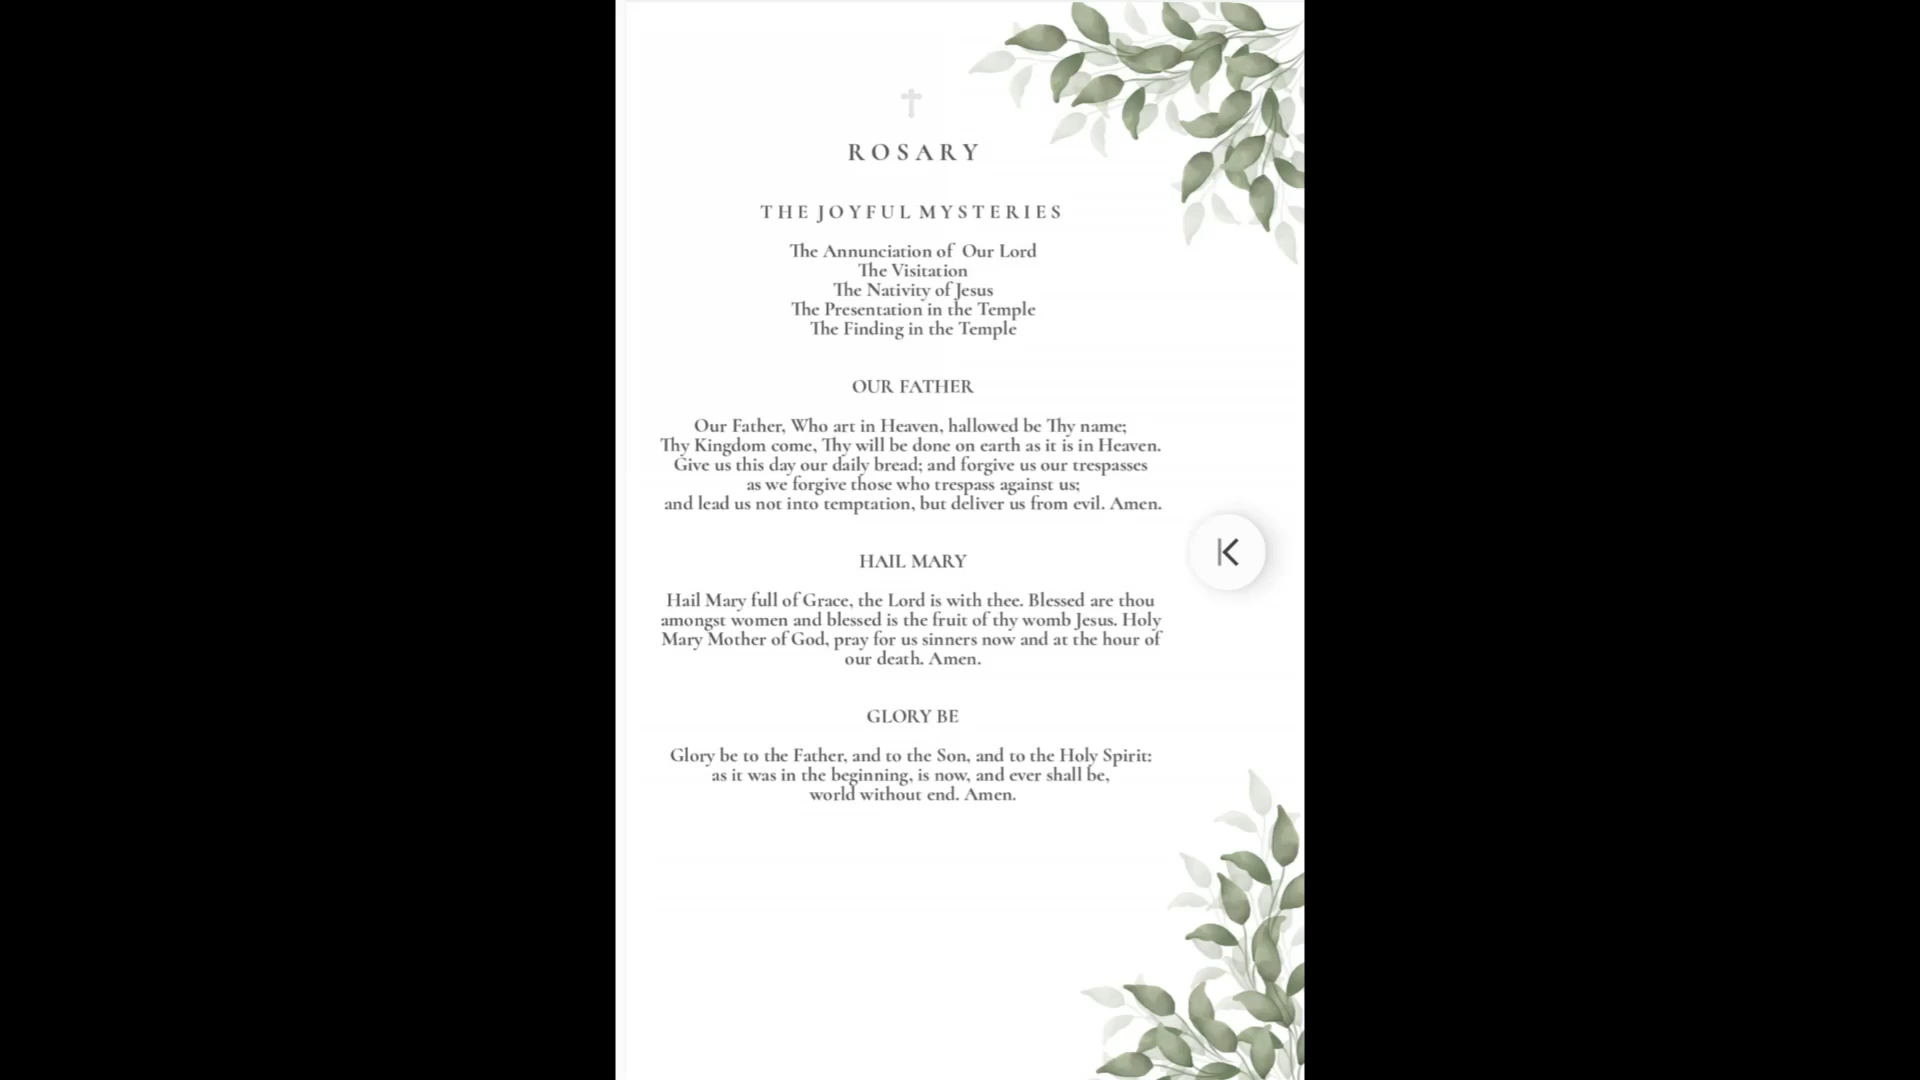 ROSARY
THE JOYFUL MYSTERIES
The Annunciation of Our Lord
The Visitation
The Nativity of Jesus
The Presentation in the Temple
The Finding in the Temple
OUR FATHER
Our Father, Who art in Heaven, hallowed be Thy name;
Thy Kingdom come, Thy will be done on earth as it is in Heaven.
Give us this day our daily bread; and forgive us our trespasses
as we forgive those who trespass against us;
and lead us not into temptation, but deliver us from evil. Amen.
HAIL MARY
Hail Mary full of Grace, the Lord is with thee. Blessed are thou
amongst women and blessed is the fruit of thy womb Jesus. Holy
Mary Mother of God, pray for us sinners now and at the hour of
our death. Amen.
GLORY BE
Glory be to the Father, and to the Son, and to the Holy Spirit:
as it was in the beginning, is now, and ever shall be,
world without end. Amen.